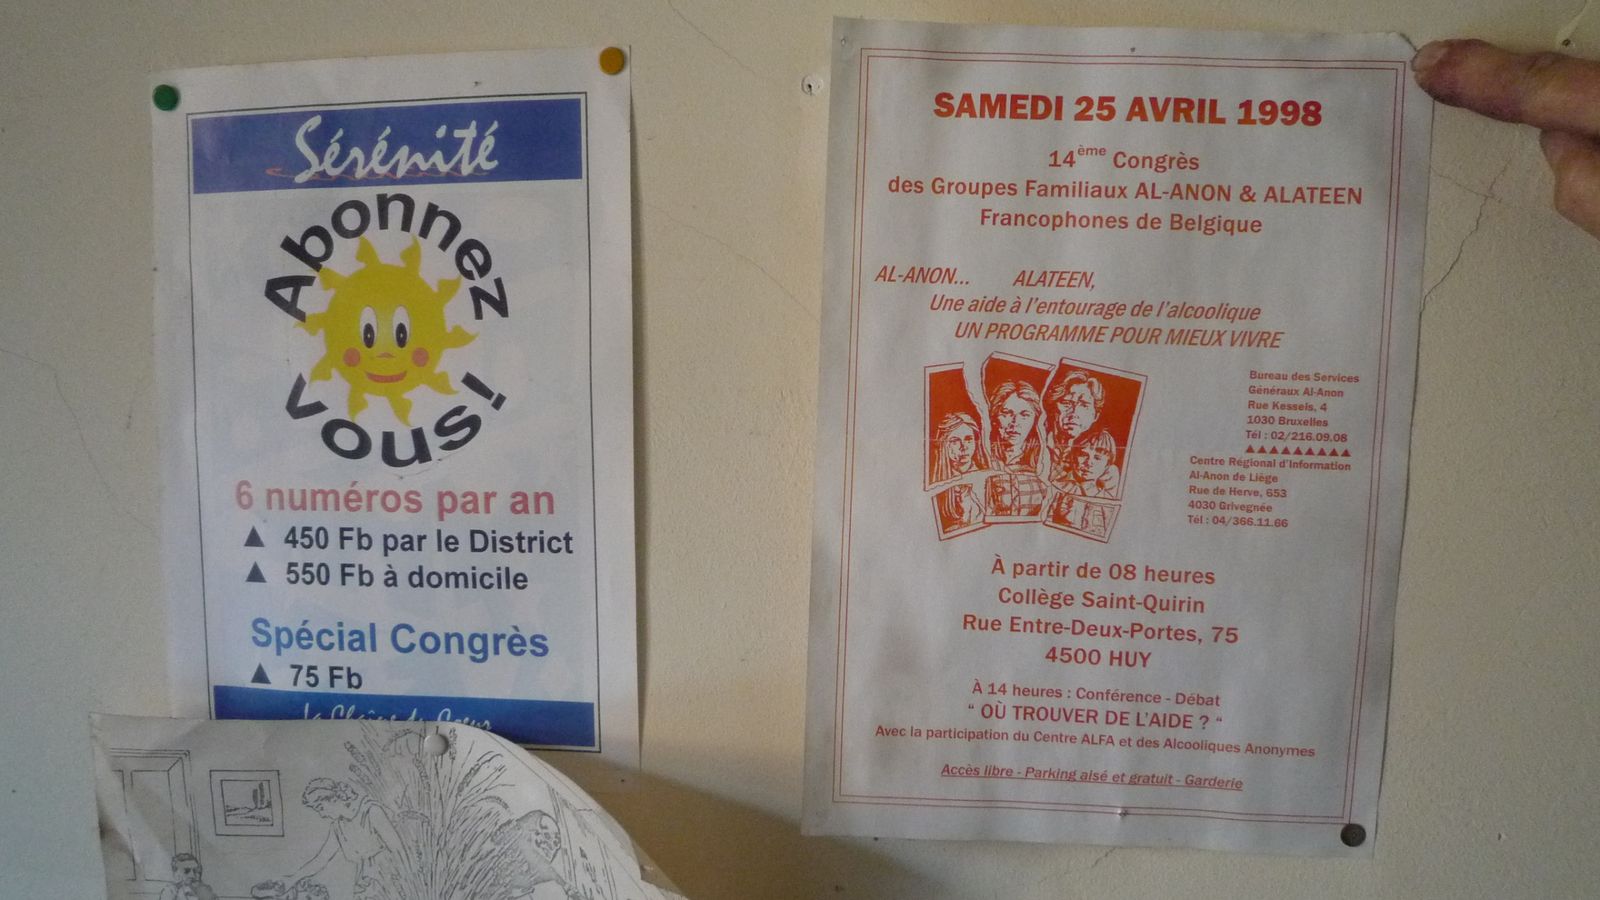 Sérénité
Abonnez
vous!
6 numéros par an
▲ 450 Fb par le District
▲ 550 Fb à domicile
Spécial Congrès
▲ 75 Fb
La Chaîne du Coeur
SAMEDI 25 AVRIL 1998
14ème Congrès
des Groupes Familiaux AL-ANON & ALATEEN
Francophones de Belgique
AL-ANON... ALATEEN,
Une aide à l'entourage de l'alcoolique
UN PROGRAMME POUR MIEUX VIVRE
Bureau des Services
Généraux Al-Anon
Rue Kessels, 4
1030 Bruxelles
Tél : 02/216.09.08
▲▲▲▲▲▲▲▲▲
Centre Régional d'Information
Al-Anon de Liège
Rue de Herve, 653
4030 Grivegnée
Tél : 04/366.11.66
À partir de 08 heures
Collège Saint-Quirin
Rue Entre-Deux-Portes, 75
4500 HUY
À 14 heures : Conférence - Débat
" OÙ TROUVER DE L'AIDE ? "
Avec la participation du Centre ALFA et des Alcooliques Anonymes
Accès libre - Parking aisé et gratuit - Garderie